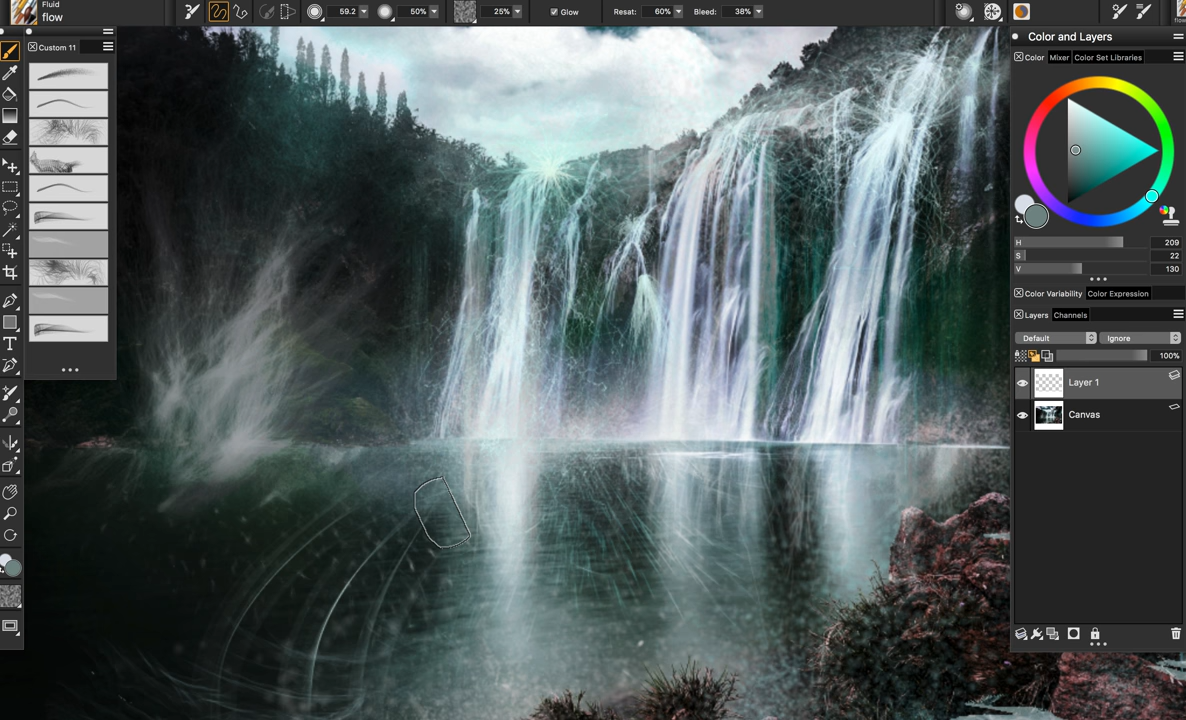 Fluid
flow
59.2
50%
25%
Glow
Resat: 60%
Bleed: 38%
Custom 11
Color and Layers
Color Mixer Color Set Libraries
H 209
S 22
V 130
Color Variability Color Expression
Layers Channels
Default Ignore
100%
Layer 1
Canvas